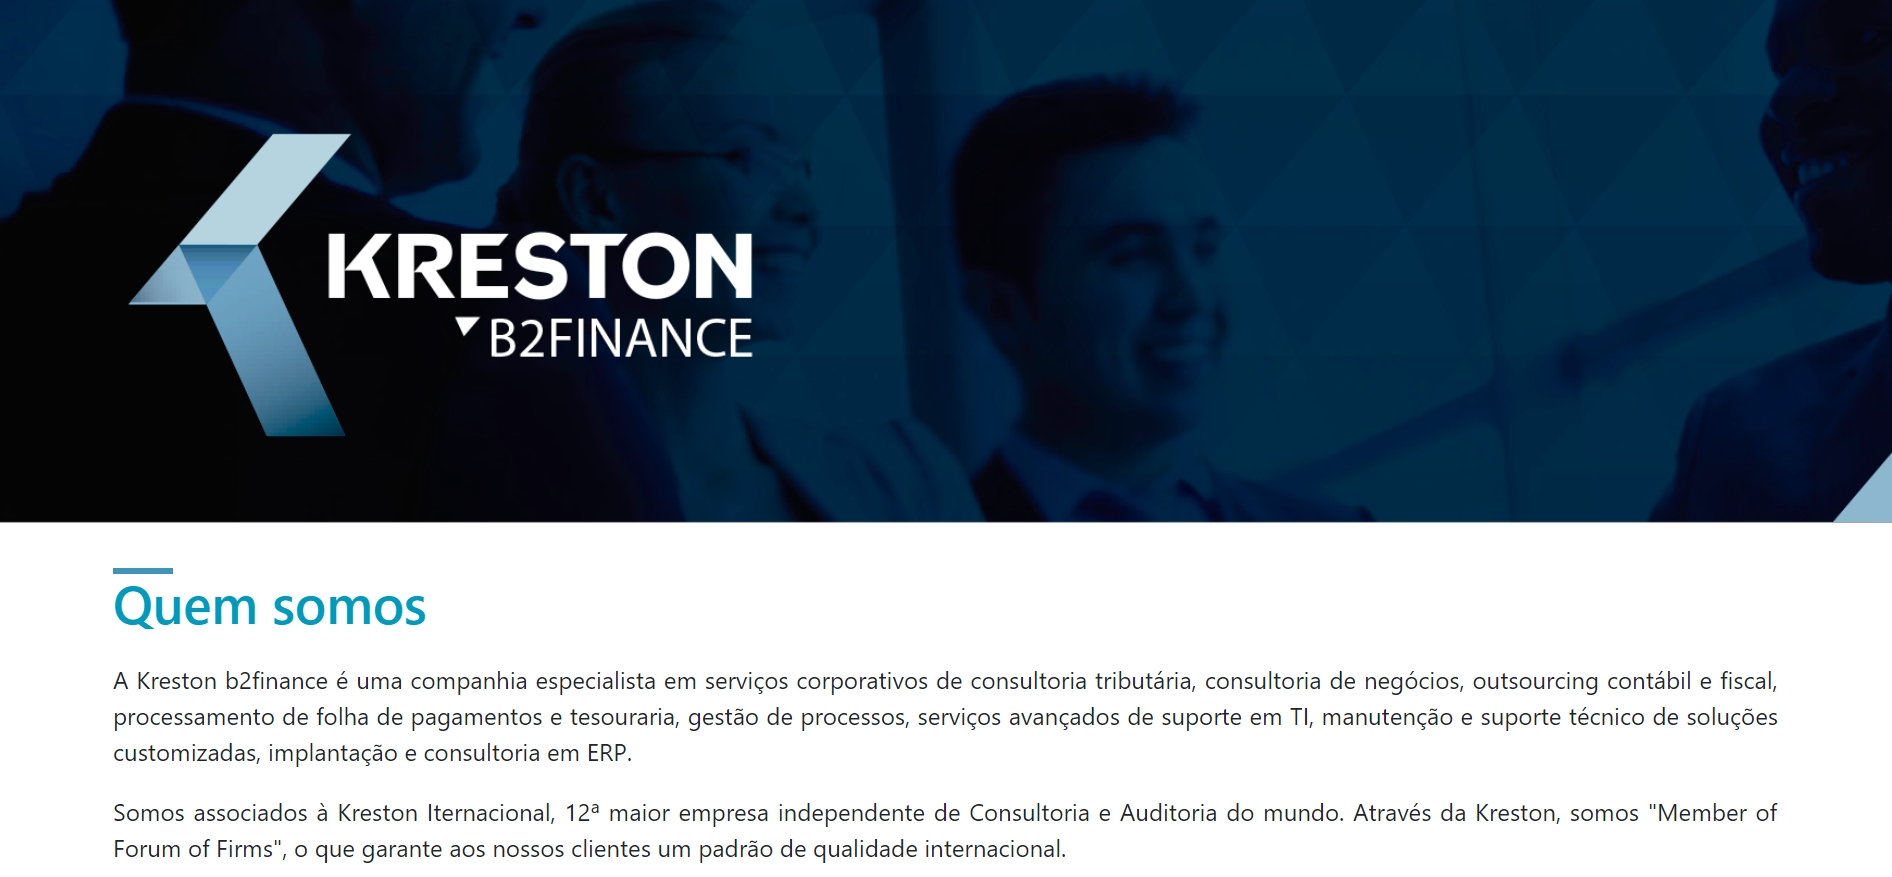 KRESTON
B2FINANCE
Quem somos
A Kreston b2finance é uma companhia especialista em serviços corporativos de consultoria tributária, consultoria de negócios, outsourcing contábil e fiscal,
processamento de folha de pagamentos e tesouraria, gestão de processos, serviços avançados de suporte em TI, manutenção e suporte técnico de soluções
customizadas, implantação e consultoria em ERP.
Somos associados à Kreston Iternacional, 12ª maior empresa independente de Consultoria e Auditoria do mundo. Através da Kreston, somos "Member of
Forum of Firms", o que garante aos nossos clientes um padrão de qualidade internacional.